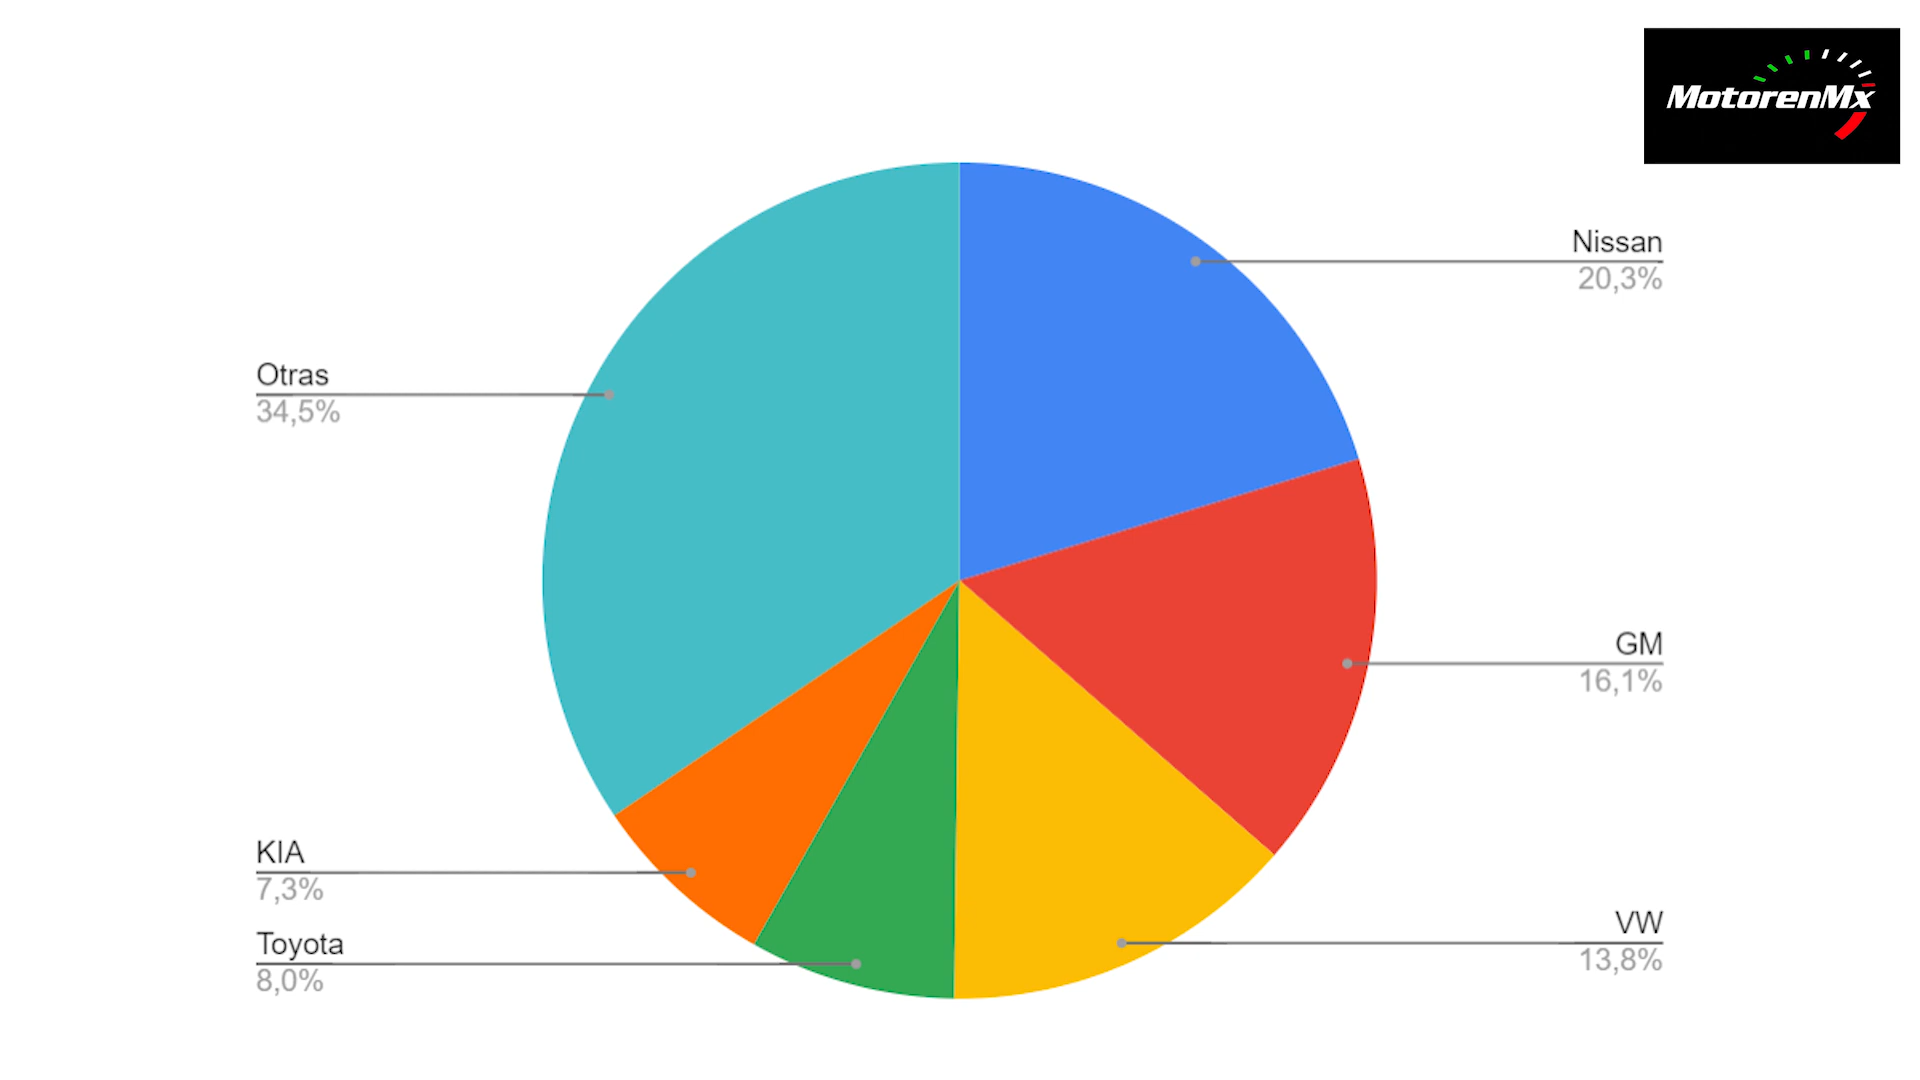 MotorenMx
Nissan
20,3%
Otras
34,5%
GM
16,1%
KIA
7,3%
VW
13,8%
Toyota
8,0%